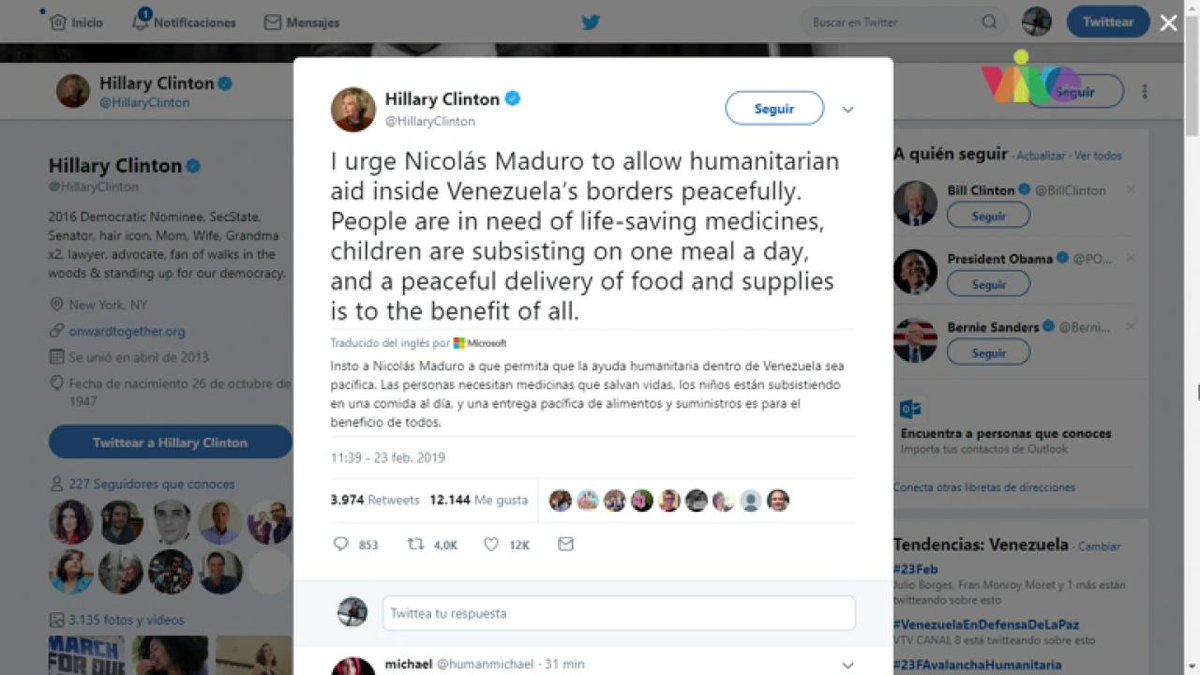 Inicio
1
Notificaciones
Mensajes
Buscar en Twitter
Twittear
Hillary Clinton
@HillaryClinton
vivo
Seguir
Hillary Clinton
@HillaryClinton
2016 Democratic Nominee, SecState,
Senator, hair icon. Mom, Wife, Grandma
x2, lawyer, advocate, fan of walks in the
woods & standing up for our democracy.
New York, NY
onwardtogether.org
Se unió en abril de 2013
Fecha de nacimiento 26 de octubre de
1947
Twittear a Hillary Clinton
227 Seguidores que conoces
3.135 fotos y videos
MARCH
FOR OUR
Hillary Clinton
@HillaryClinton
Seguir
I urge Nicolás Maduro to allow humanitarian
aid inside Venezuela’s borders peacefully.
People are in need of life-saving medicines,
children are subsisting on one meal a day,
and a peaceful delivery of food and supplies
is to the benefit of all.
Traducido del inglés por Microsoft
Insto a Nicolás Maduro a que permita que la ayuda humanitaria dentro de Venezuela sea
pacífica. Las personas necesitan medicinas que salvan vidas, los niños están subsistiendo
en una comida al día, y una entrega pacífica de alimentos y suministros es para el
beneficio de todos.
11:39 - 23 feb. 2019
3.974 Retweets 12.144 Me gusta
853 4,0K 12K
Twittea tu respuesta
michael @humanmichael · 31 min
A quién seguir · Actualizar · Ver todos
Bill Clinton @BillClinton
Seguir
President Obama @PO...
Seguir
Bernie Sanders @Berni...
Seguir
Encuentra a personas que conoces
Importa tus contactos de Outlook
Conecta otras libretas de direcciones
Tendencias: Venezuela · Cambiar
#23Feb
Julio Borges, Fran Monroy Moret y 1 más están
twitteando sobre esto
#VenezuelaEnDefensaDeLaPaz
VTV CANAL 8 está twitteando sobre esto
#23FAvalanchaHumanitaria